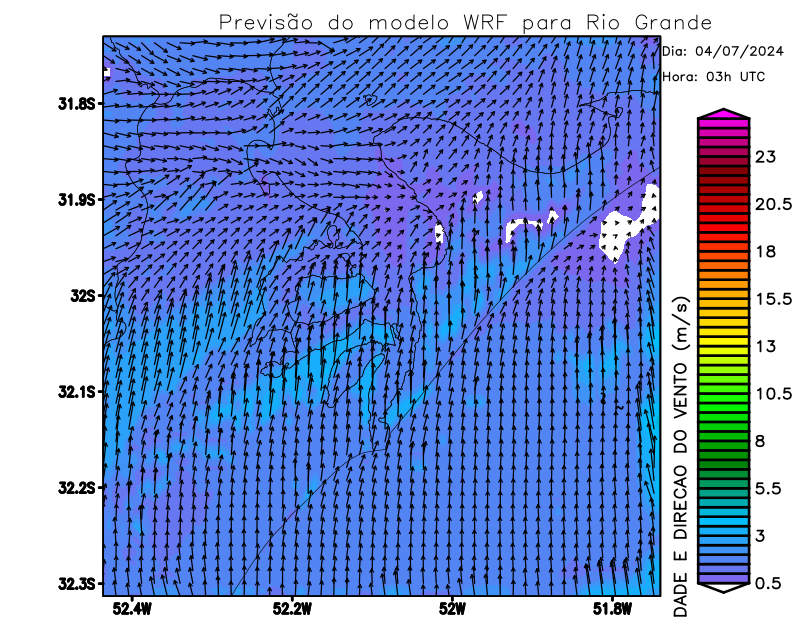 Previsão do modelo WRF para Rio Grande
Dia: 04/07/2024
Hora: 03h UTC
31.8S
31.9S
32S
32.1S
32.2S
32.3S
52.4W
52.2W
52W
51.8W
23
20.5
18
15.5
13
10.5
8
5.5
3
0.5
DADE E DIRECAO DO VENTO (m/s)